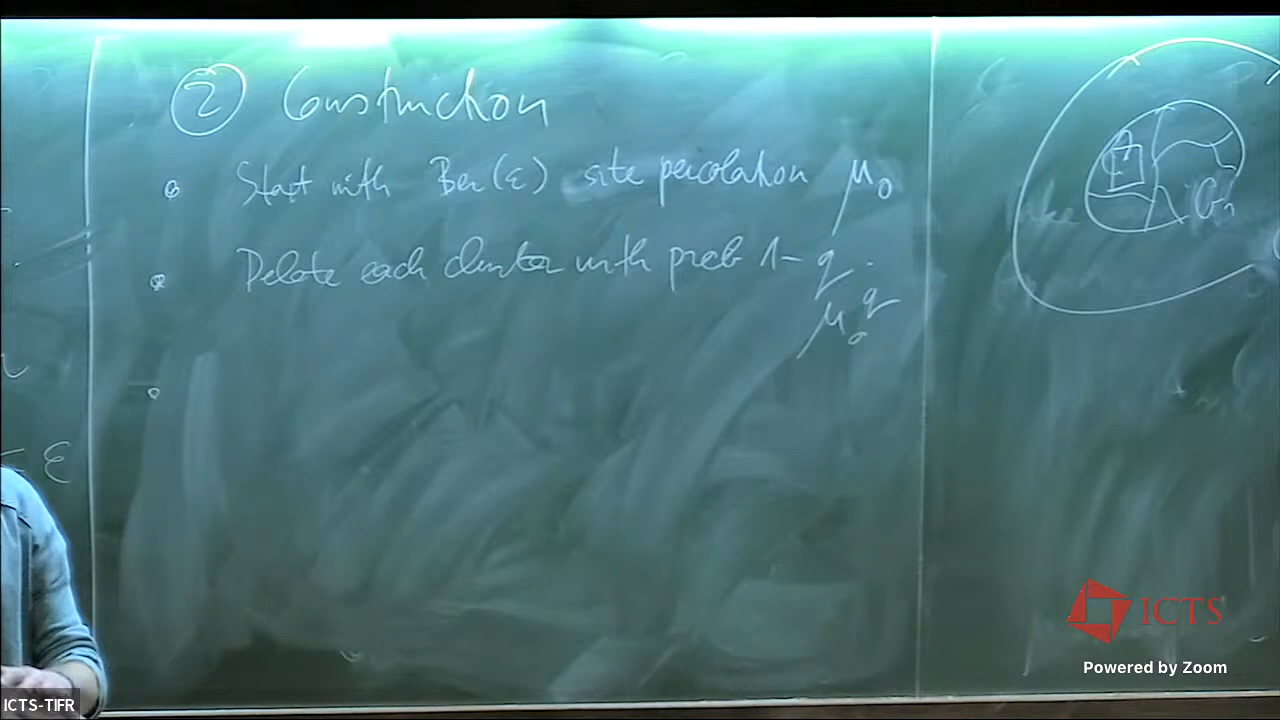 ② Construction
• Start with Ber(ε) site percolation μ₀
• Delete each cluster with prob 1-q.
μ₀^q
•
ε
A
Gn
ICTS
Powered by Zoom
ICTS-TIFR